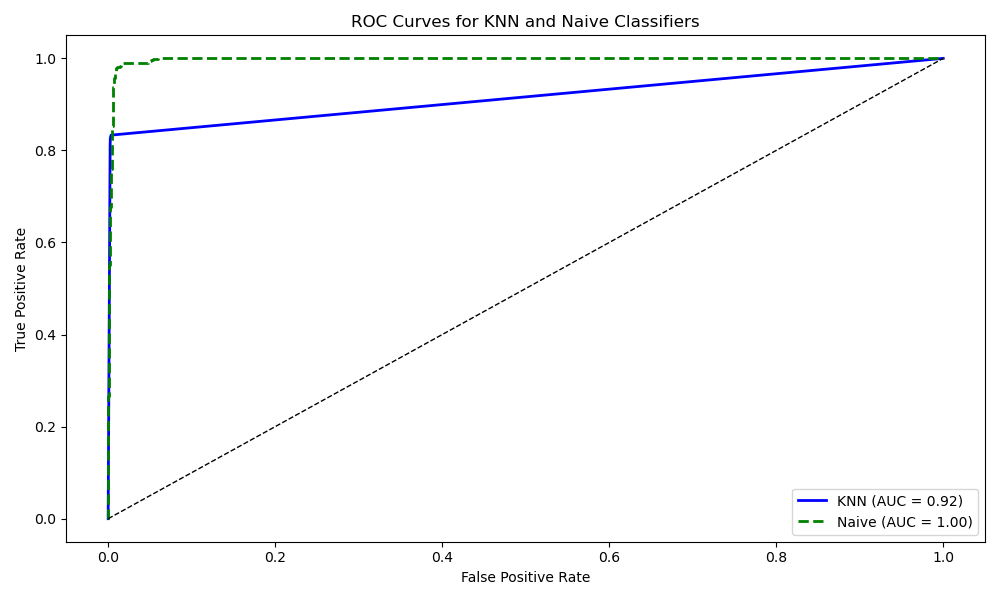 ROC Curves for KNN and Naive Classifiers
True Positive Rate
1.0
0.8
0.6
0.4
0.2
0.0
0.0 0.2 0.4 0.6 0.8 1.0
False Positive Rate
KNN (AUC = 0.92)
Naive (AUC = 1.00)